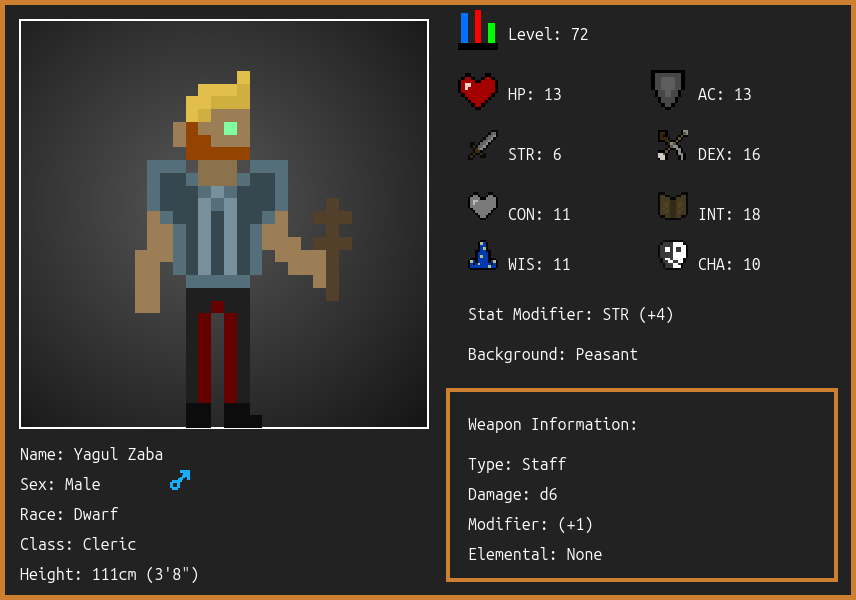 Level: 72
HP: 13
AC: 13
STR: 6
DEX: 16
CON: 11
INT: 18
WIS: 11
CHA: 10
Stat Modifier: STR (+4)
Background: Peasant
Weapon Information:
Type: Staff
Damage: d6
Modifier: (+1)
Elemental: None
Name: Yagul Zaba
Sex: Male
Race: Dwarf
Class: Cleric
Height: 111cm (3'8")